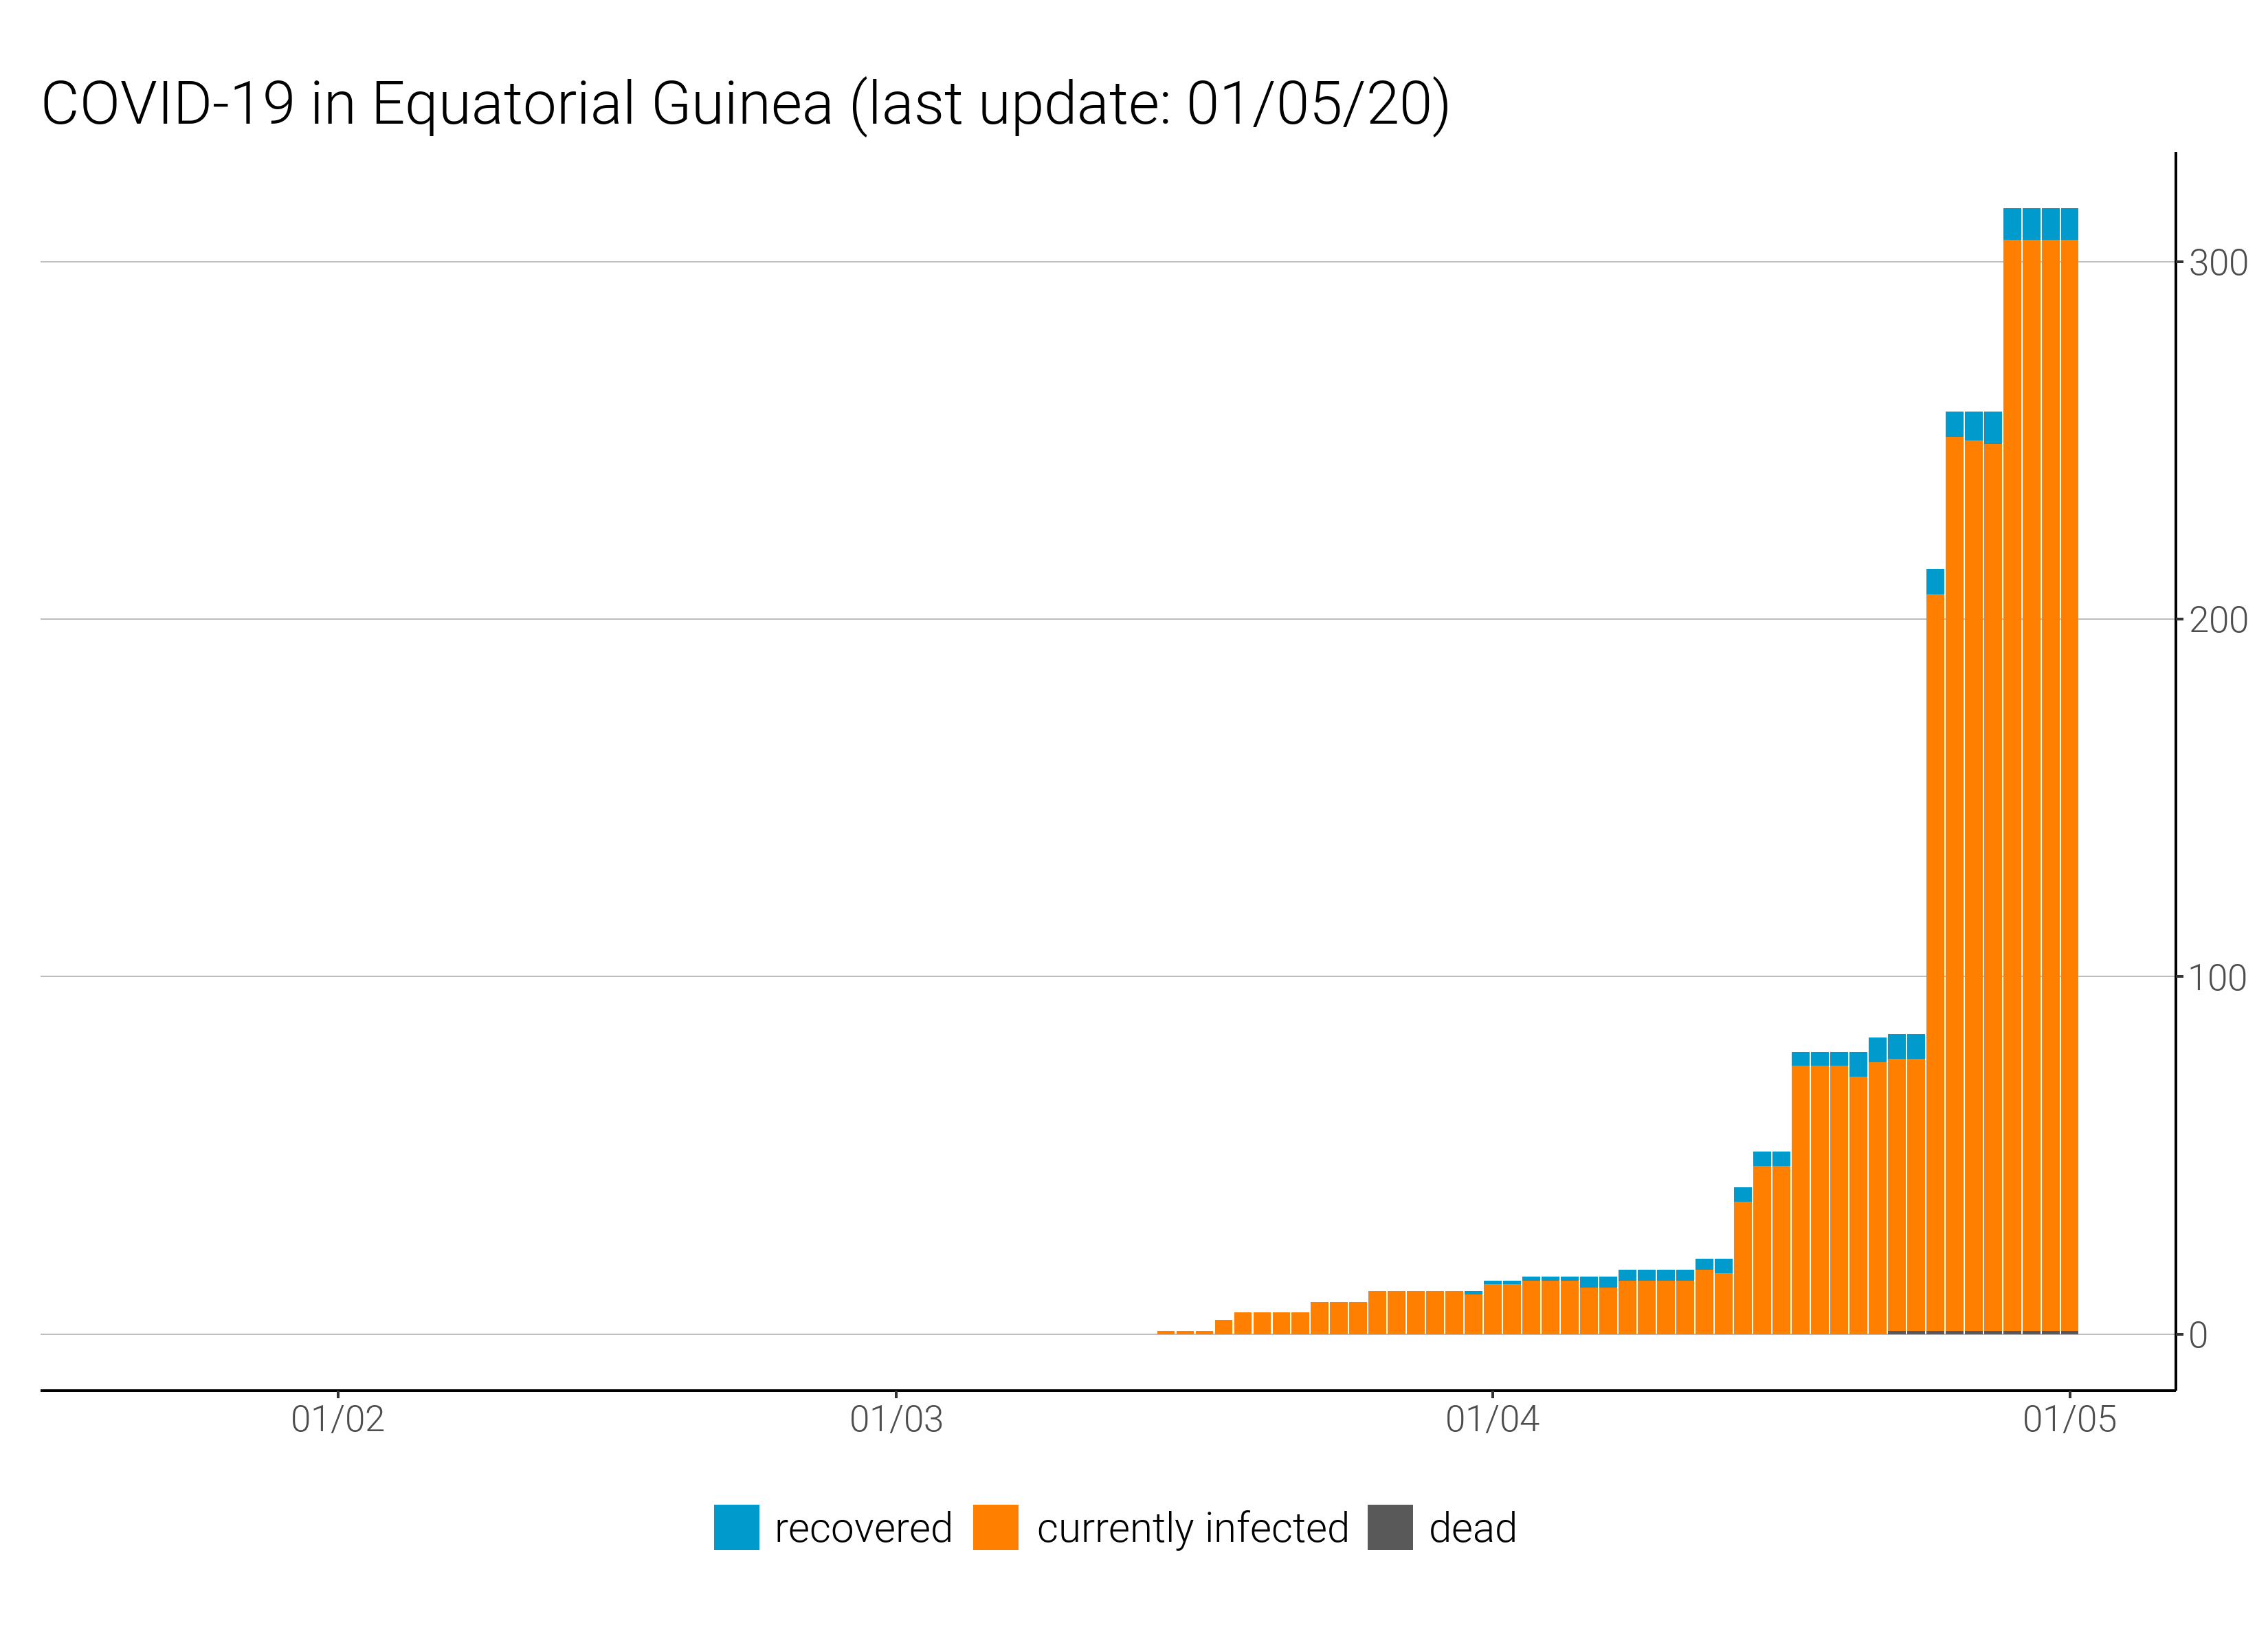 COVID-19 in Equatorial Guinea (last update: 01/05/20)
300
200
100
0
01/02 01/03 01/04 01/05
recovered currently infected dead